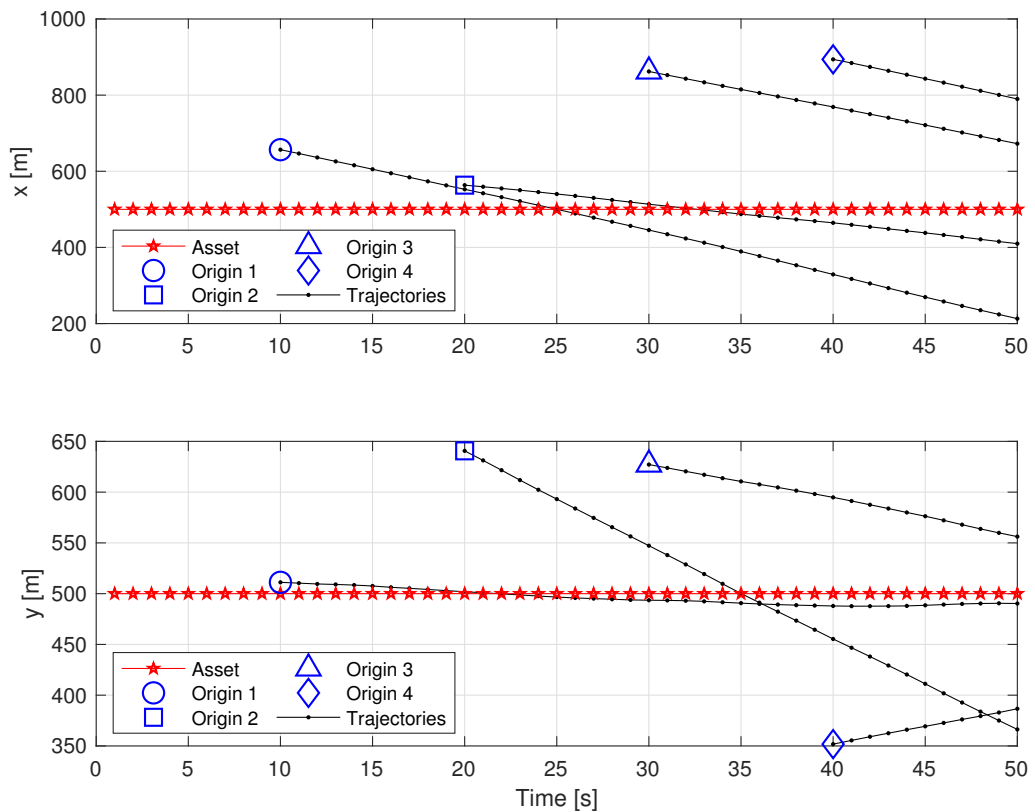 1000
800
600
400
200
x [m]
Asset
Origin 1
Origin 2
Origin 3
Origin 4
Trajectories
0 5 10 15 20 25 30 35 40 45 50
650
600
550
500
450
400
350
y [m]
Asset
Origin 1
Origin 2
Origin 3
Origin 4
Trajectories
0 5 10 15 20 25 30 35 40 45 50
Time [s]